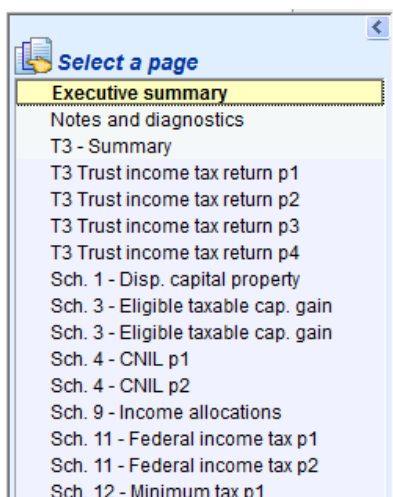 Select a page
Executive summary
Notes and diagnostics
T3 - Summary
T3 Trust income tax return p1
T3 Trust income tax return p2
T3 Trust income tax return p3
T3 Trust income tax return p4
Sch. 1 - Disp. capital property
Sch. 3 - Eligible taxable cap. gain
Sch. 3 - Eligible taxable cap. gain
Sch. 4 - CNIL p1
Sch. 4 - CNIL p2
Sch. 9 - Income allocations
Sch. 11 - Federal income tax p1
Sch. 11 - Federal income tax p2
Sch. 12 - Minimum tax p1